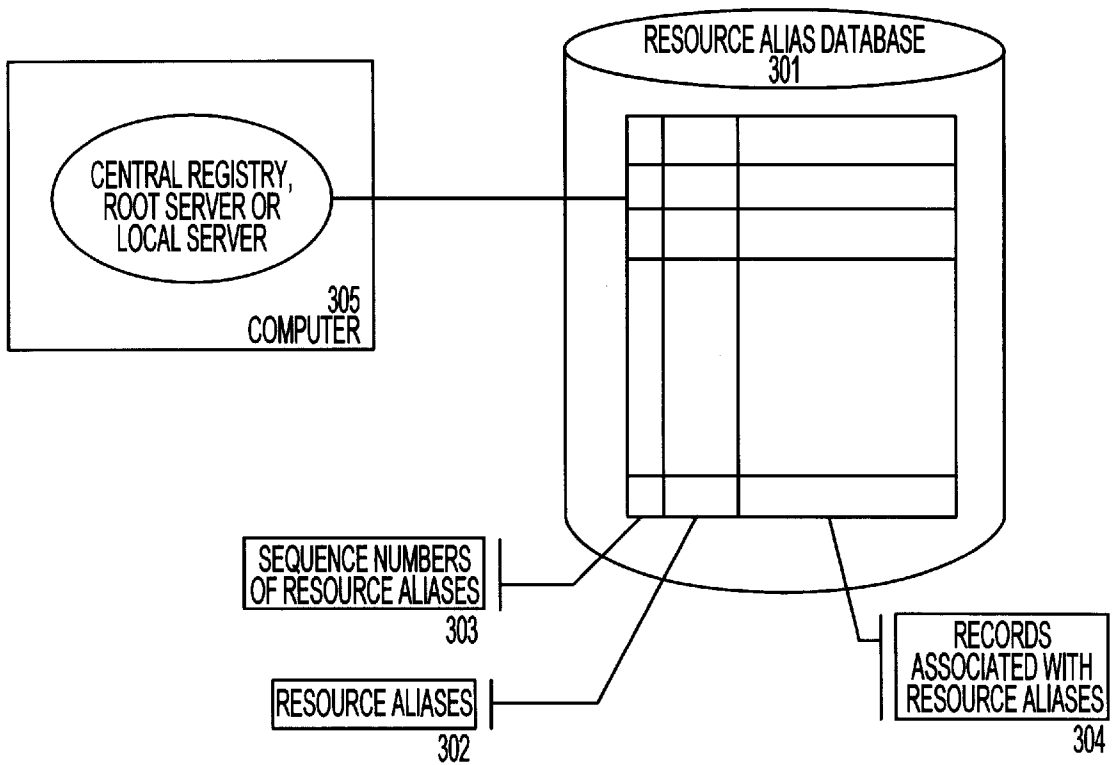 RESOURCE ALIAS DATABASE
301
CENTRAL REGISTRY,
ROOT SERVER OR
LOCAL SERVER
305
COMPUTER
SEQUENCE NUMBERS
OF RESOURCE ALIASES
303
RESOURCE ALIASES
302
RECORDS
ASSOCIATED WITH
RESOURCE ALIASES
304